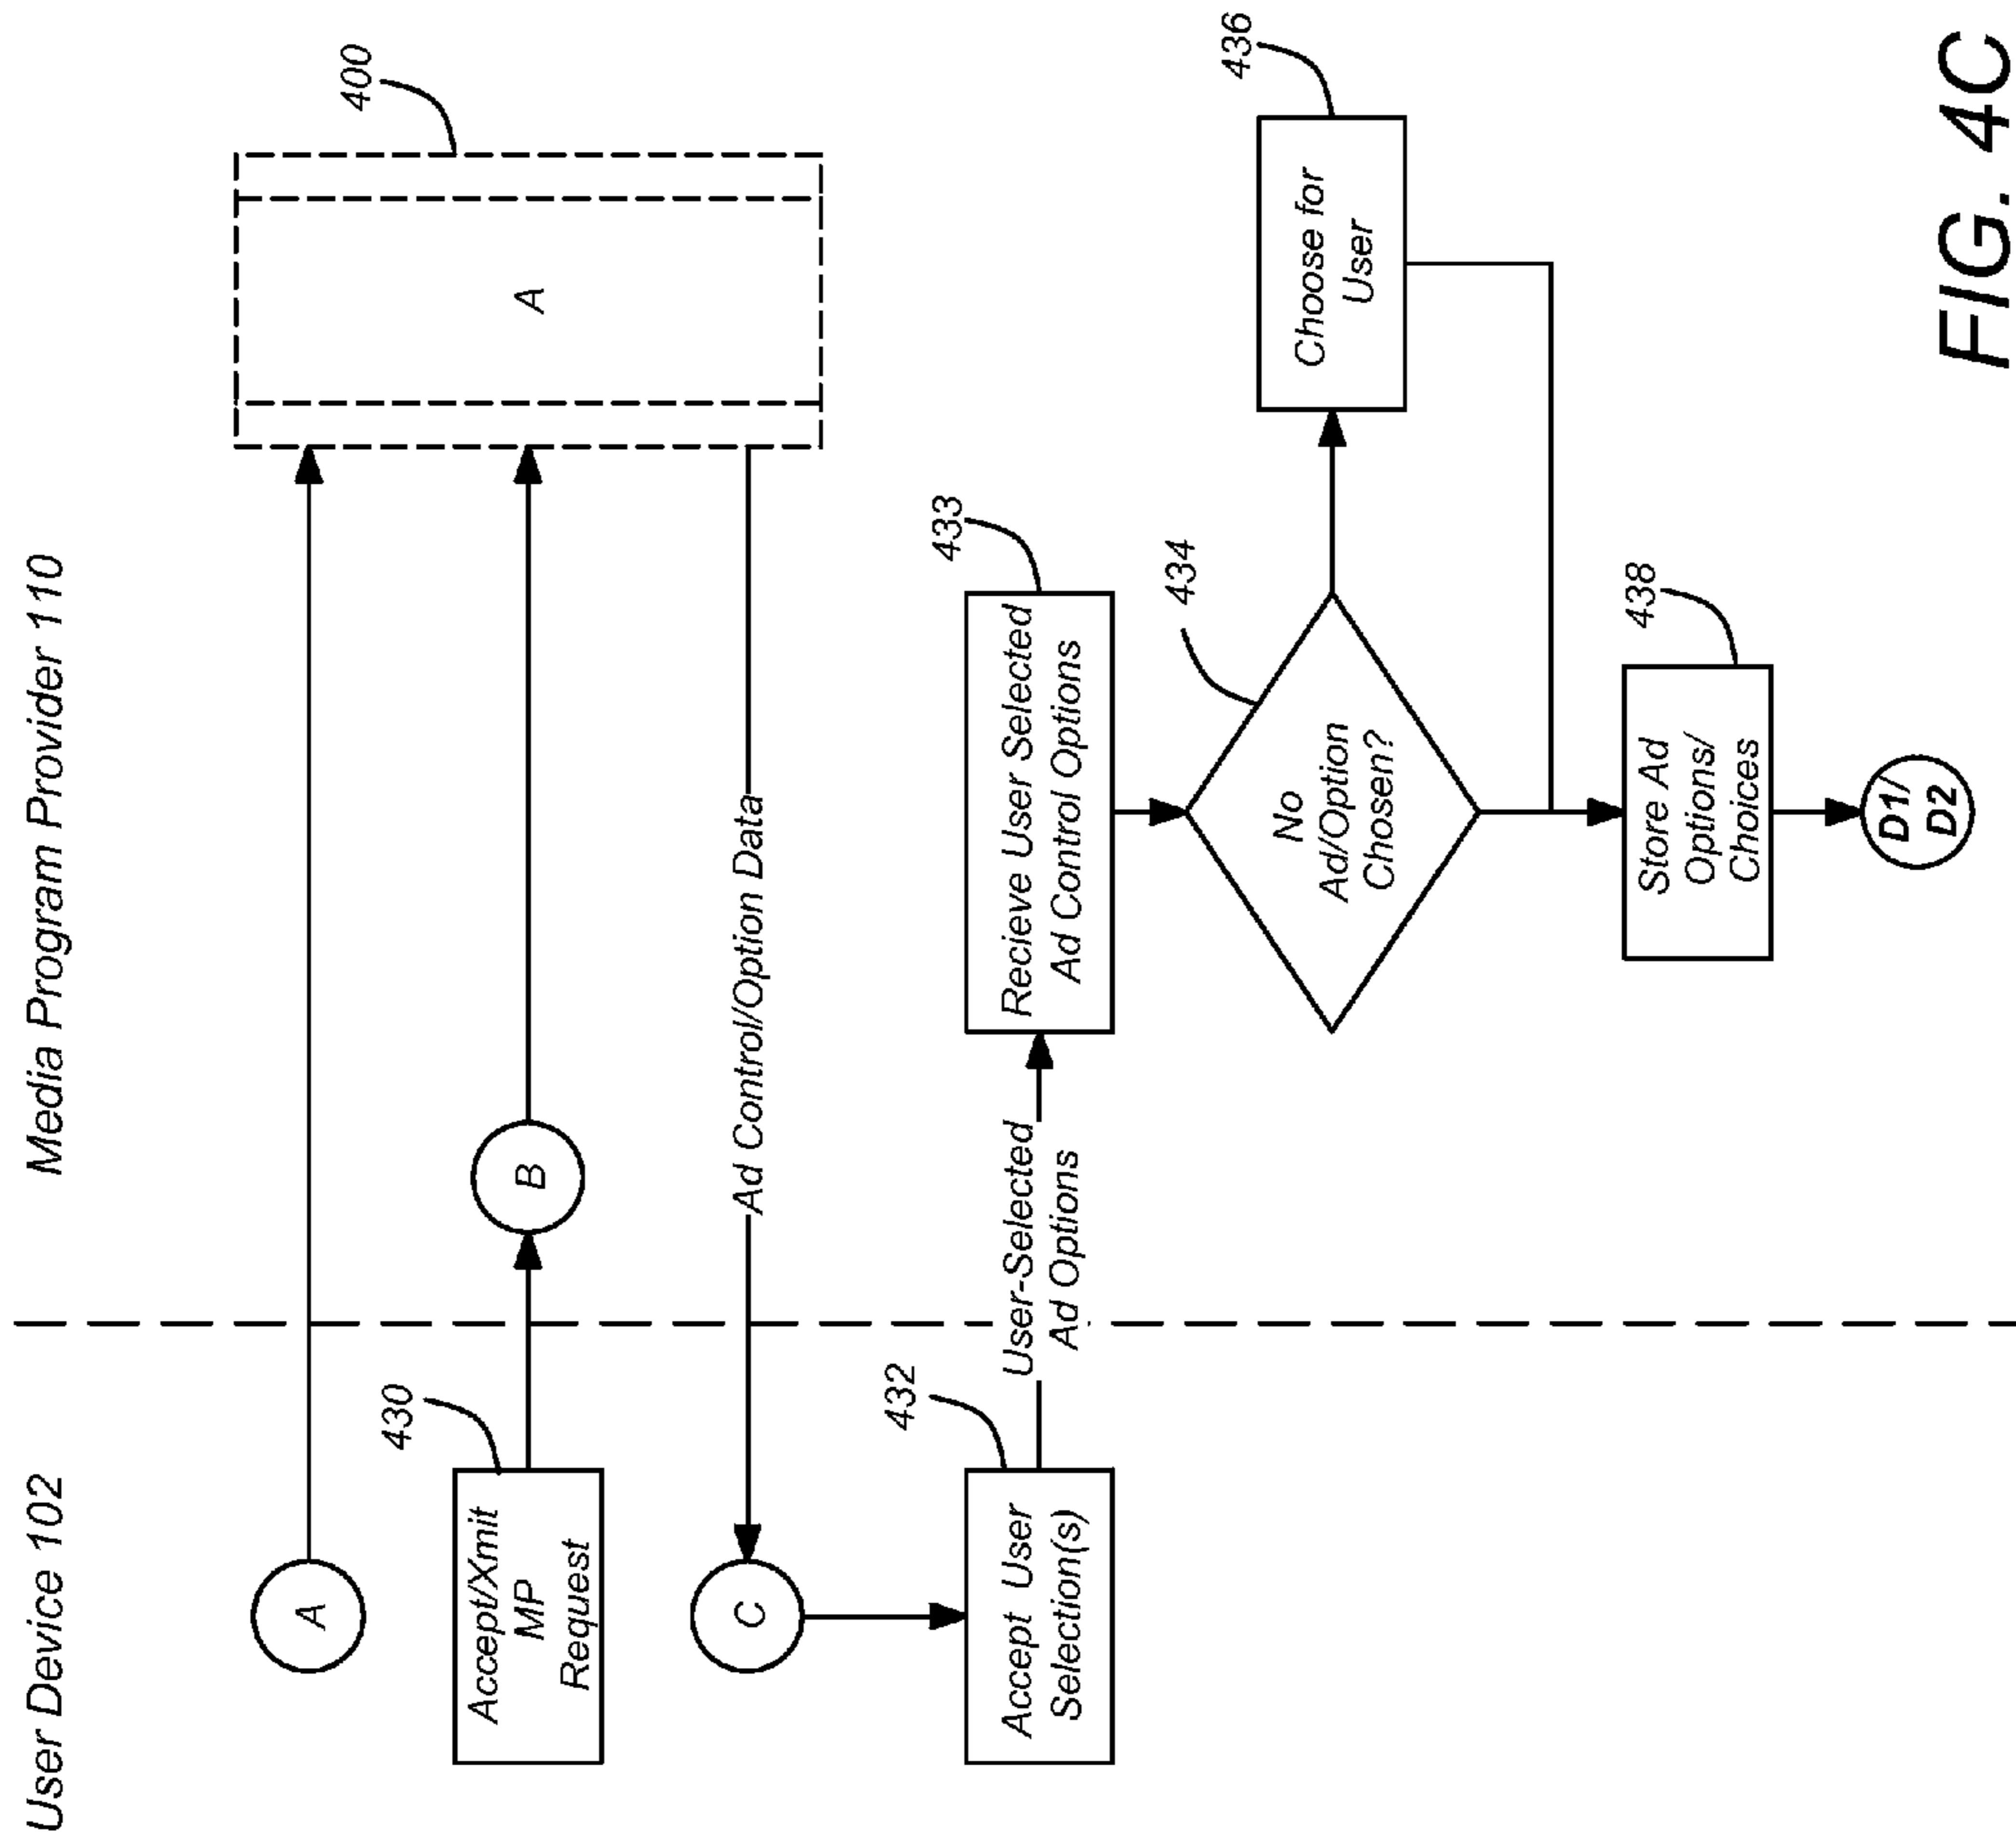 User Device 102
Media Program Provider 110
400
A
430
Accept/Xmit
MP
Request
B
A
C
Ad Control/Option Data
432
Accept User
Selection(s)
User-Selected
Ad Options
433
Recieve User Selected
Ad Control Options
434
No
Ad/Option
Chosen?
436
Choose for
User
438
Store Ad
Options/
Choices
D1/
D2
FIG. 4C